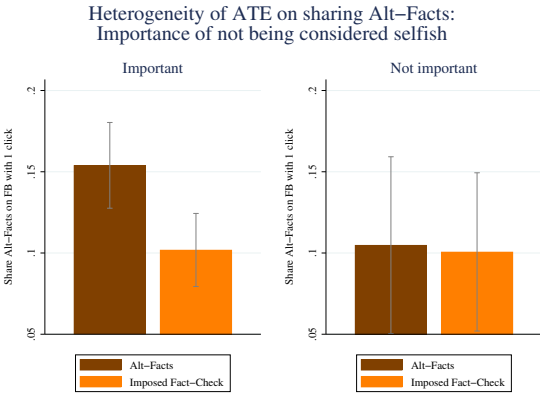 Heterogeneity of ATE on sharing Alt−Facts:
Importance of not being considered selfish
Important
Share Alt−Facts on FB with 1 click
.2
.15
.1
.05
Alt−Facts
Imposed Fact−Check
Not important
Share Alt−Facts on FB with 1 click
.2
.15
.1
.05
Alt−Facts
Imposed Fact−Check